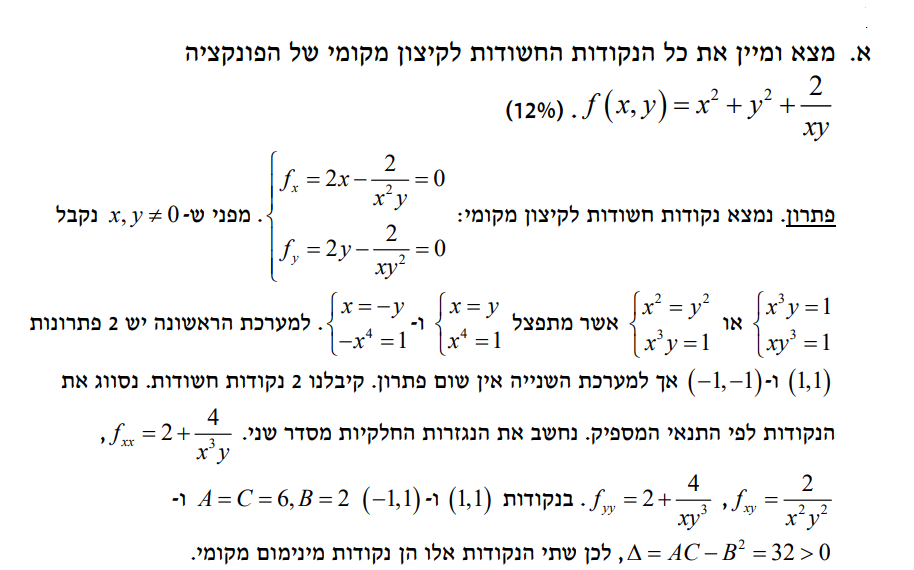 א. מצא ומיין את כל הנקודות החשודות לקיצון מקומי של הפונקציה
(12%) . f(x, y) = x² + y² + 2/(xy)
פתרון. נמצא נקודות חשודות לקיצון מקומי: { f_x = 2x − 2/(x²y) = 0 ; f_y = 2y − 2/(xy²) = 0 . מפני ש- x, y ≠ 0 נקבל
{ x³y = 1 ; xy³ = 1 או { x² = y² ; x³y = 1 אשר מתפצל { x = y ; x⁴ = 1 ו- { x = −y ; −x⁴ = 1 . למערכת הראשונה יש 2 פתרונות
(1,1) ו- (−1,−1) אך למערכת השנייה אין שום פתרון. קיבלנו 2 נקודות חשודות. נסווג את
הנקודות לפי התנאי המספיק. נחשב את הנגזרות החלקיות מסדר שני. f_xx = 2 + 4/(x³y) ,
f_xy = 2/(x²y²) , f_yy = 2 + 4/(xy³) . בנקודות (1,1) ו- (−1,1) A = C = 6, B = 2 ו-
Δ = AC − B² = 32 > 0 , לכן שתי הנקודות אלו הן נקודות מינימום מקומי.